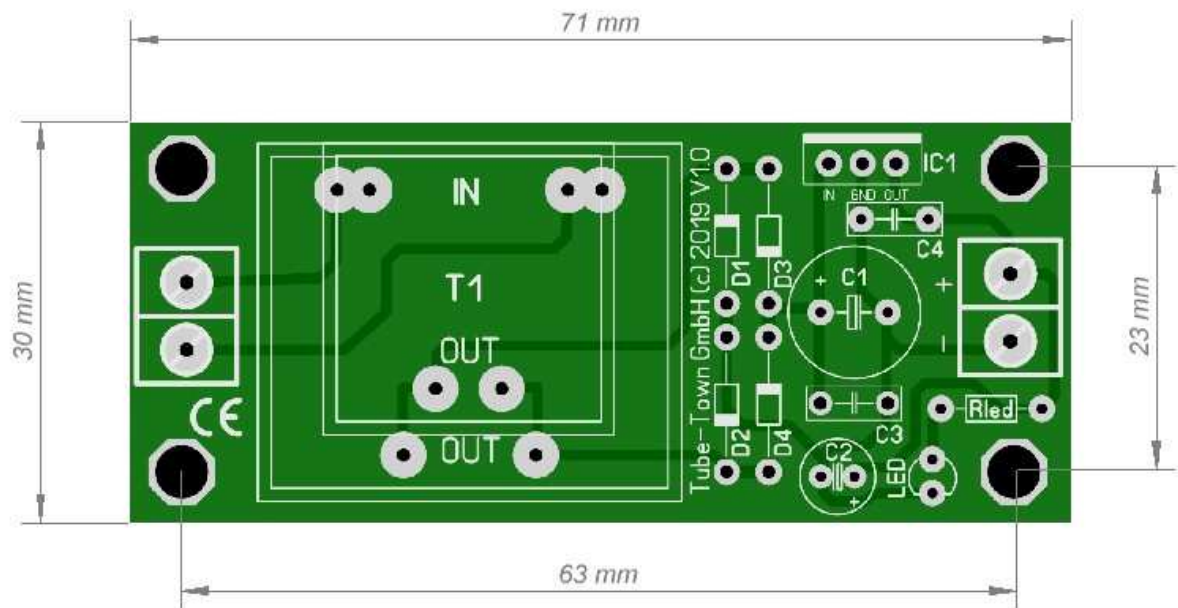 71 mm
30 mm
IN
T1
OUT
OUT
CE
Tube-Town GmbH (c) 2019 V1.0
D1
D3
D2
D4
IC1
IN GND OUT
C4
+ C1
+
-
C3
C2
+
Rled
LED
23 mm
63 mm